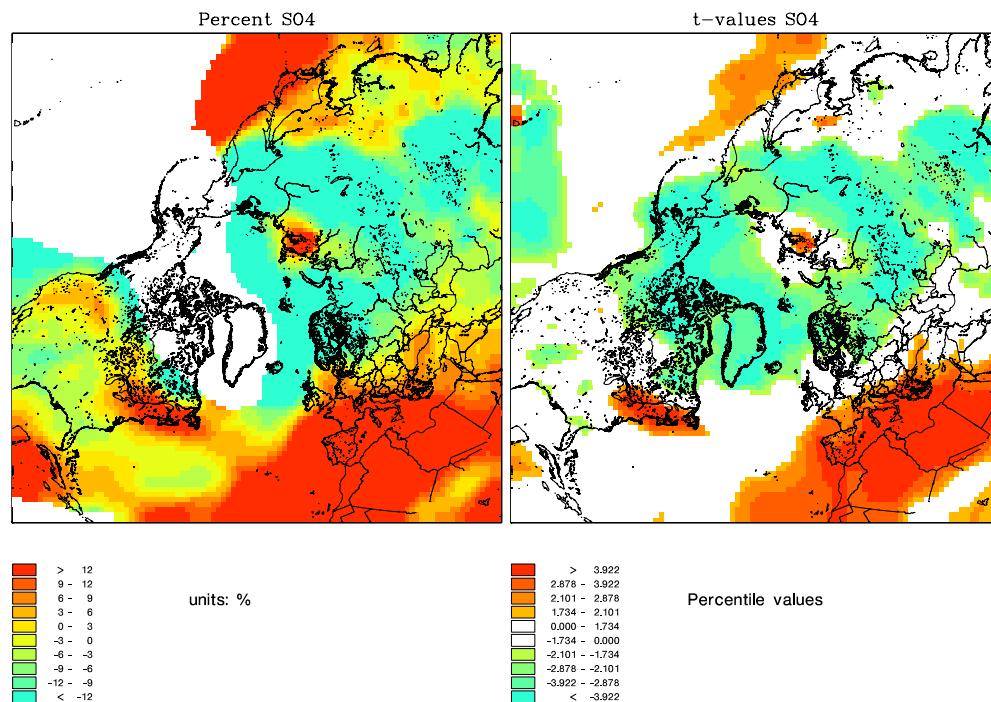 Percent SO4
t-values SO4
> 12
9 - 12
6 - 9
3 - 6
0 - 3
-3 - 0
-6 - -3
-9 - -6
-12 - -9
< -12
units: %
> 3.922
2.878 - 3.922
2.101 - 2.878
1.734 - 2.101
0.000 - 1.734
-1.734 - 0.000
-2.101 - -1.734
-2.878 - -2.101
-3.922 - -2.878
< -3.922
Percentile values